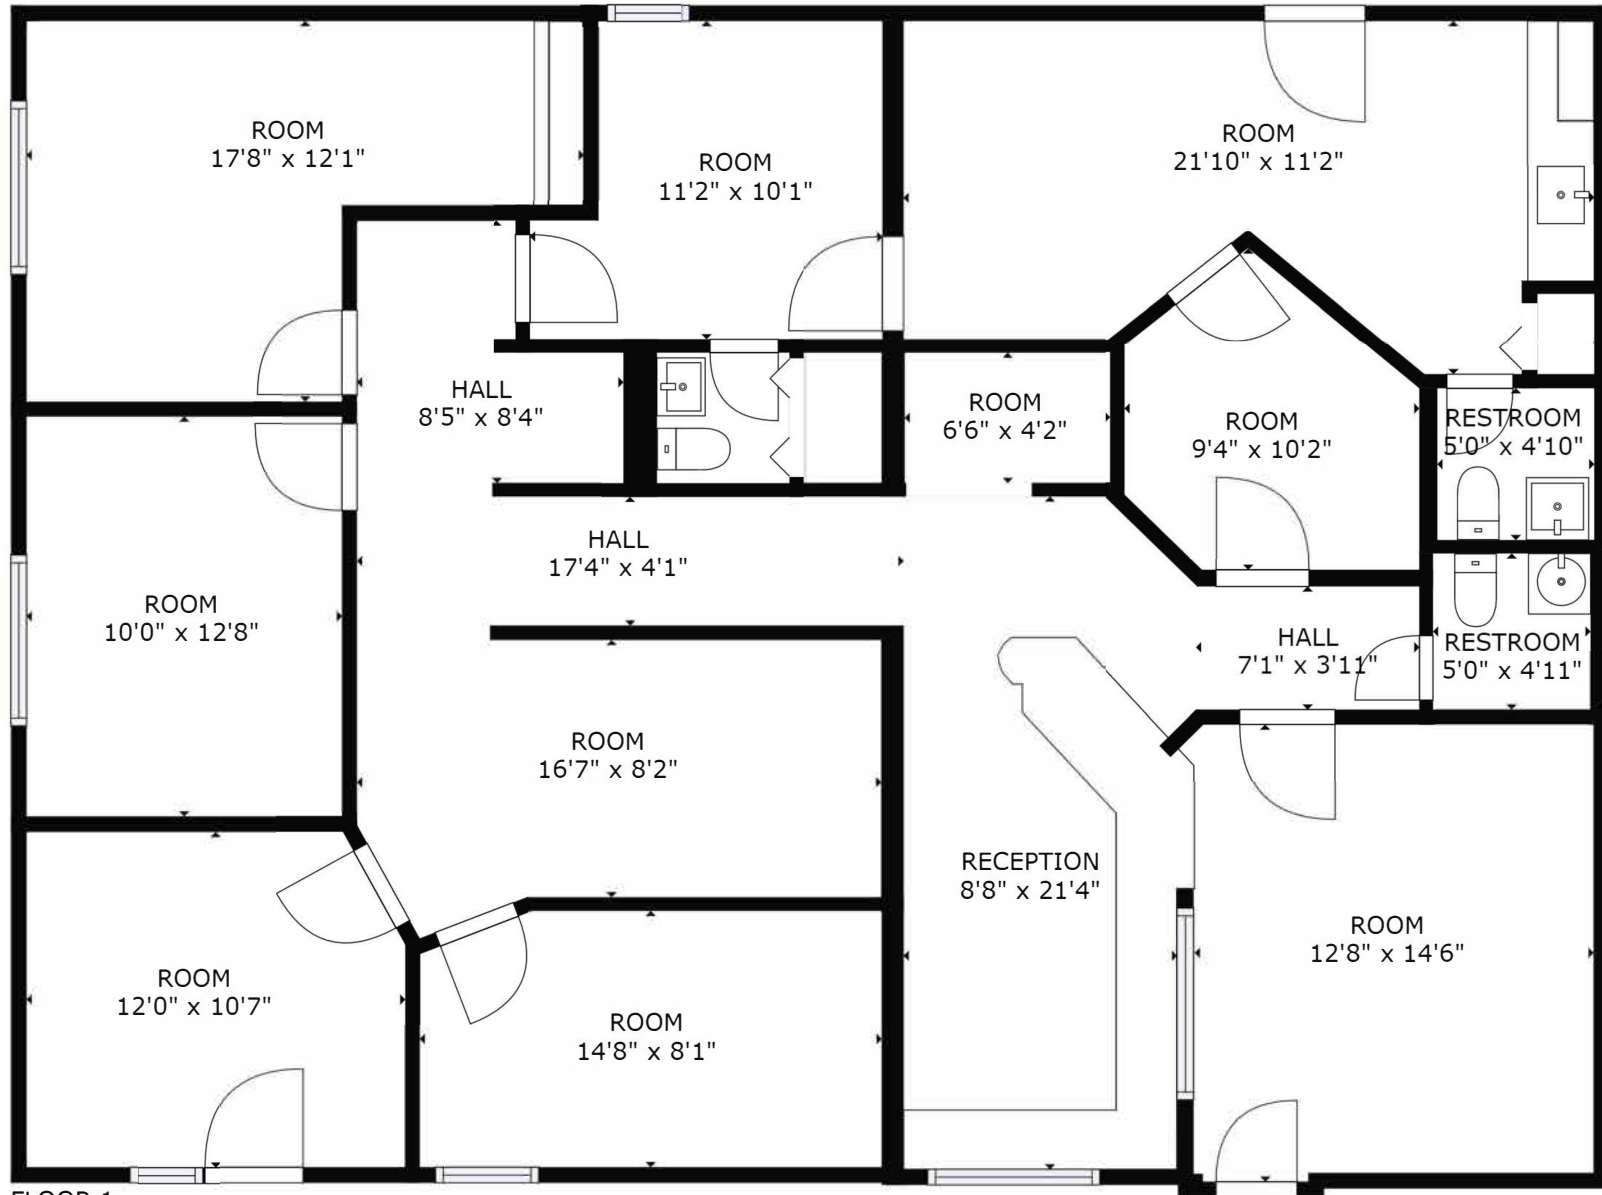 ROOM
17'8" x 12'1"
ROOM
11'2" x 10'1"
ROOM
21'10" x 11'2"
HALL
8'5" x 8'4"
ROOM
6'6" x 4'2"
ROOM
9'4" x 10'2"
RESTROOM
5'0" x 4'10"
HALL
17'4" x 4'1"
ROOM
10'0" x 12'8"
HALL
7'1" x 3'11"
RESTROOM
5'0" x 4'11"
ROOM
16'7" x 8'2"
RECEPTION
8'8" x 21'4"
ROOM
12'8" x 14'6"
ROOM
12'0" x 10'7"
ROOM
14'8" x 8'1"
FLOOR 1